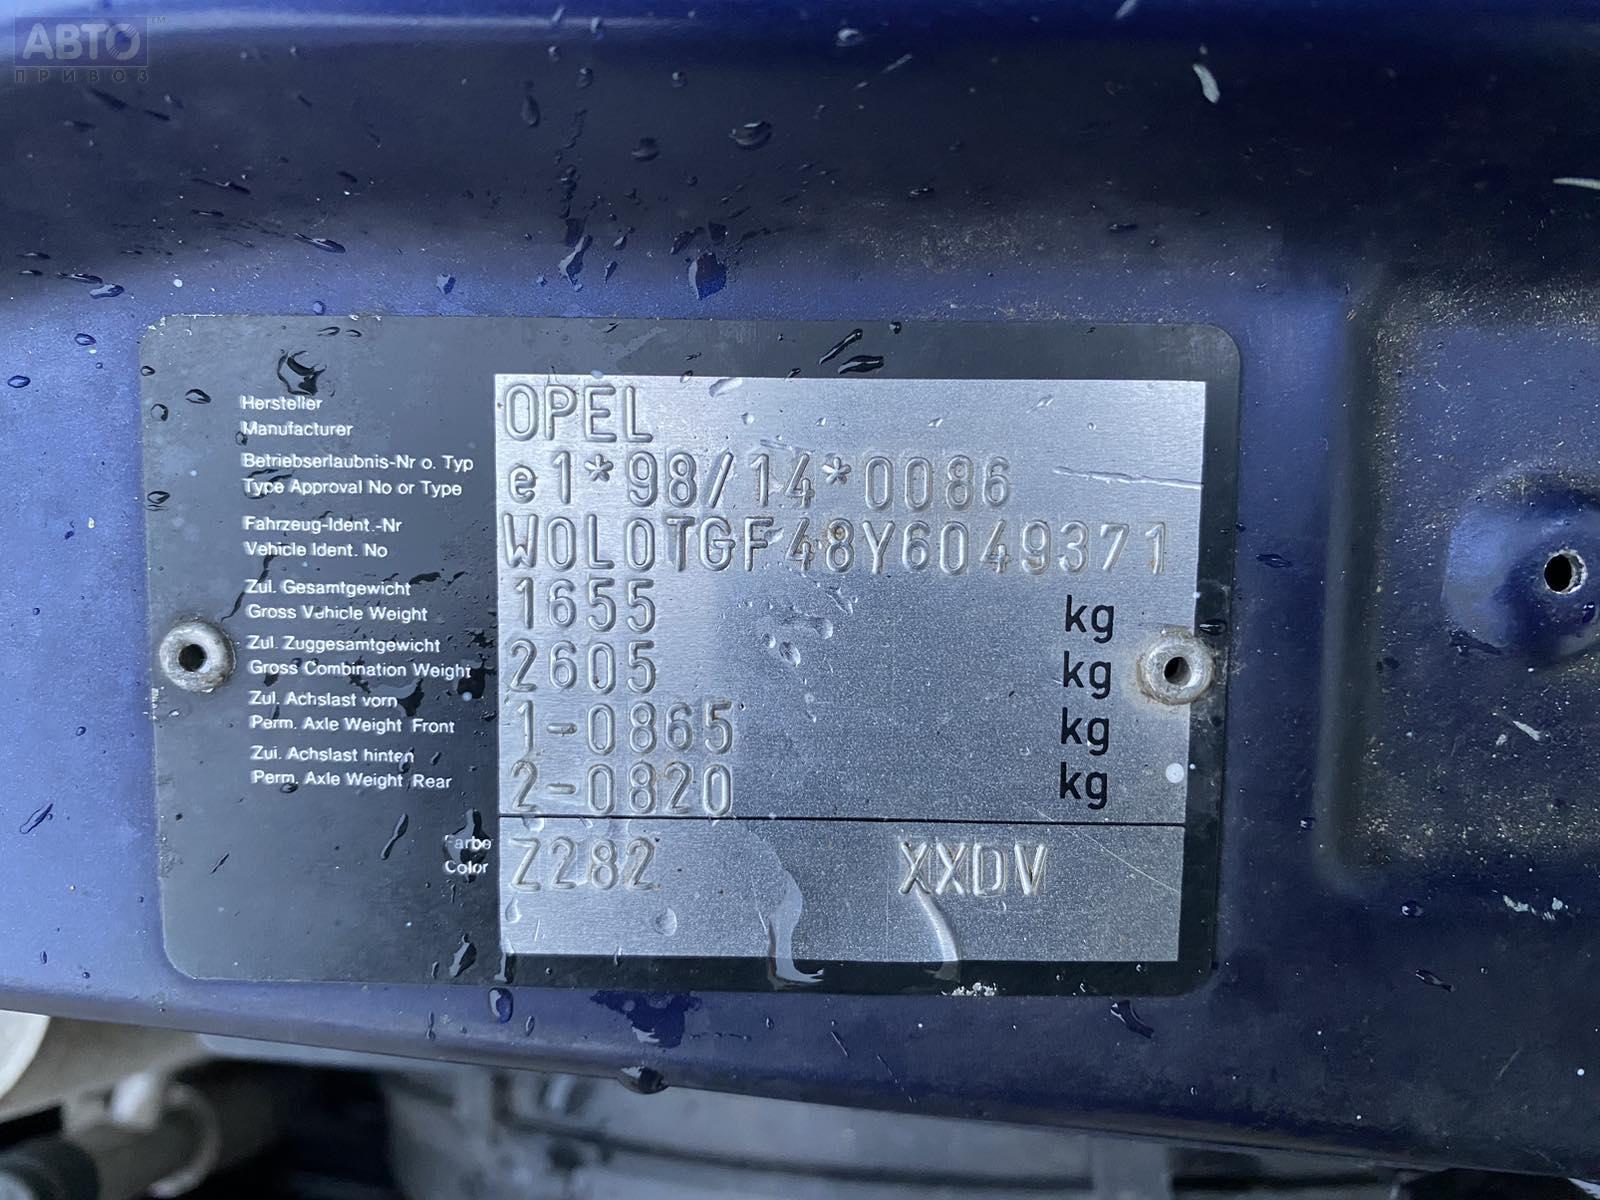 АВТО™
ПРИВОЗ
Hersteller
Manufacturer
OPEL
Betriebserlaubnis-Nr o. Typ
Type Approval No or Type
e1*98/14*0086
Fahrzeug-Ident.-Nr
Vehicle Ident. No
W0L0TGF48Y6049371
Zul. Gesamtgewicht
Gross Vehicle Weight
1655 kg
Zul. Zuggesamtgewicht
Gross Combination Weight
2605 kg
Zul. Achslast vorn
Perm. Axle Weight Front
1-0865 kg
Zul. Achslast hinten
Perm. Axle Weight Rear
2-0820 kg
Farbe
Color
Z282 XXDV